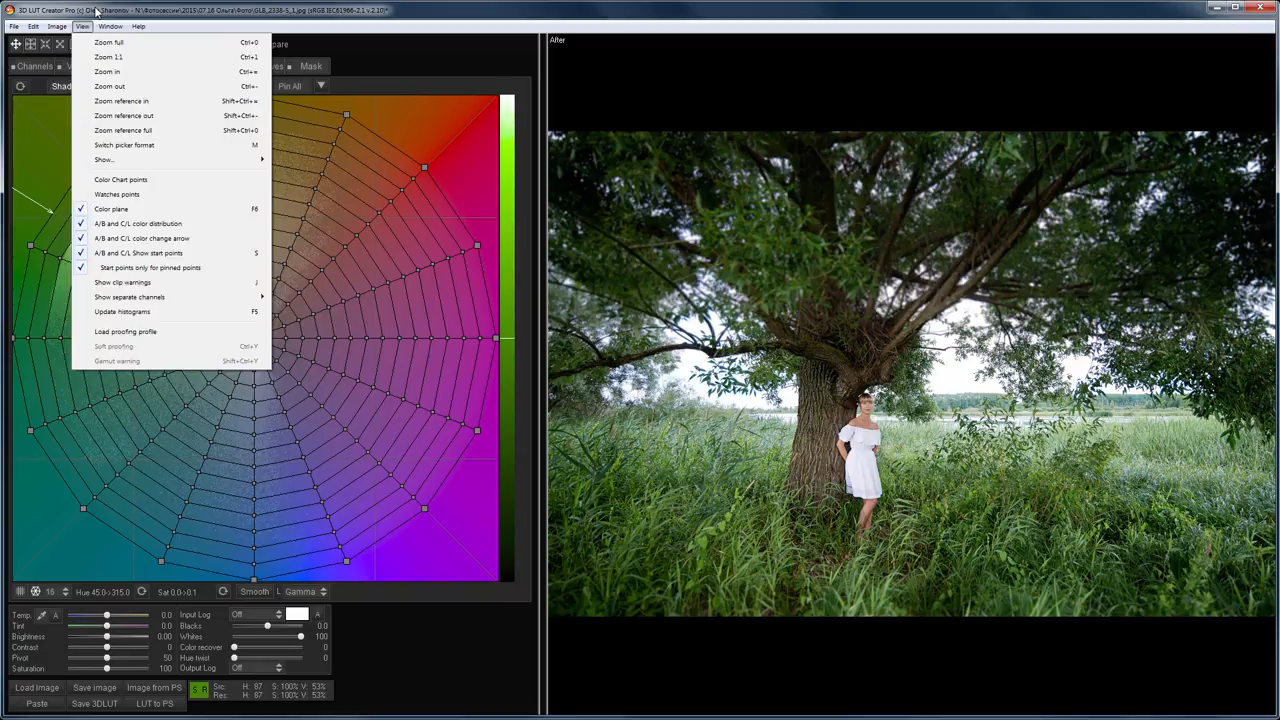 3D LUT Creator Pro (c) Oleg Sharonov - N:\Фотосессии\2015\07.16 Ольга\Фото\GLB_2338-5_1.jpg (sRGB IEC61966-2.1 v.2.10)*
File Edit Image View Window Help
Zoom full Ctrl+0
Zoom 1:1 Ctrl+1
Zoom in Ctrl+=
Zoom out Ctrl+-
Zoom reference in Shift+Ctrl+=
Zoom reference out Shift+Ctrl+-
Zoom reference full Shift+Ctrl+0
Switch picker format M
Show...
Color Chart points
Watches points
Color plane F6
A/B and C/L color distribution
A/B and C/L color change arrow
A/B and C/L Show start points S
Start points only for pinned points
Show clip warnings J
Show separate channels
Update histograms F5
Load proofing profile
Soft proofing Ctrl+Y
Gamut warning Shift+Ctrl+Y
Channels
Mask
Pin All
After
16 Hue 45.0->315.0 Sat 0.0->0.1 Smooth L Gamma
Temp. A 0.0
Tint 0.0
Brightness 0.00
Contrast 0
Pivot 50
Saturation 100
Input Log Off A
Blacks 0.0
Whites 100
Color recover 0
Hue twist 0
Output Log Off
Load Image Save image Image from PS
Paste Save 3DLUT LUT to PS
S R
Src: H: 87 S: 100% V: 53%
Res: H: 87 S: 100% V: 53%